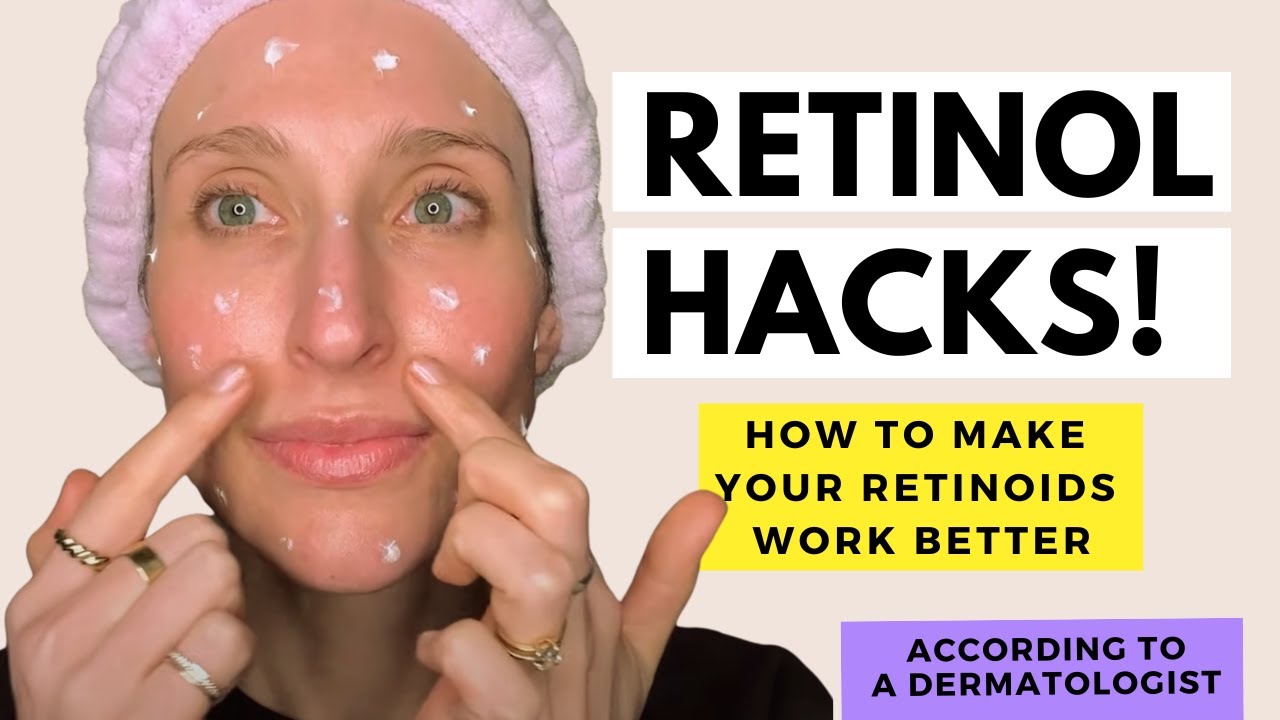 RETINOL
HACKS!
HOW TO MAKE
YOUR RETINOIDS
WORK BETTER
ACCORDING TO
A DERMATOLOGIST